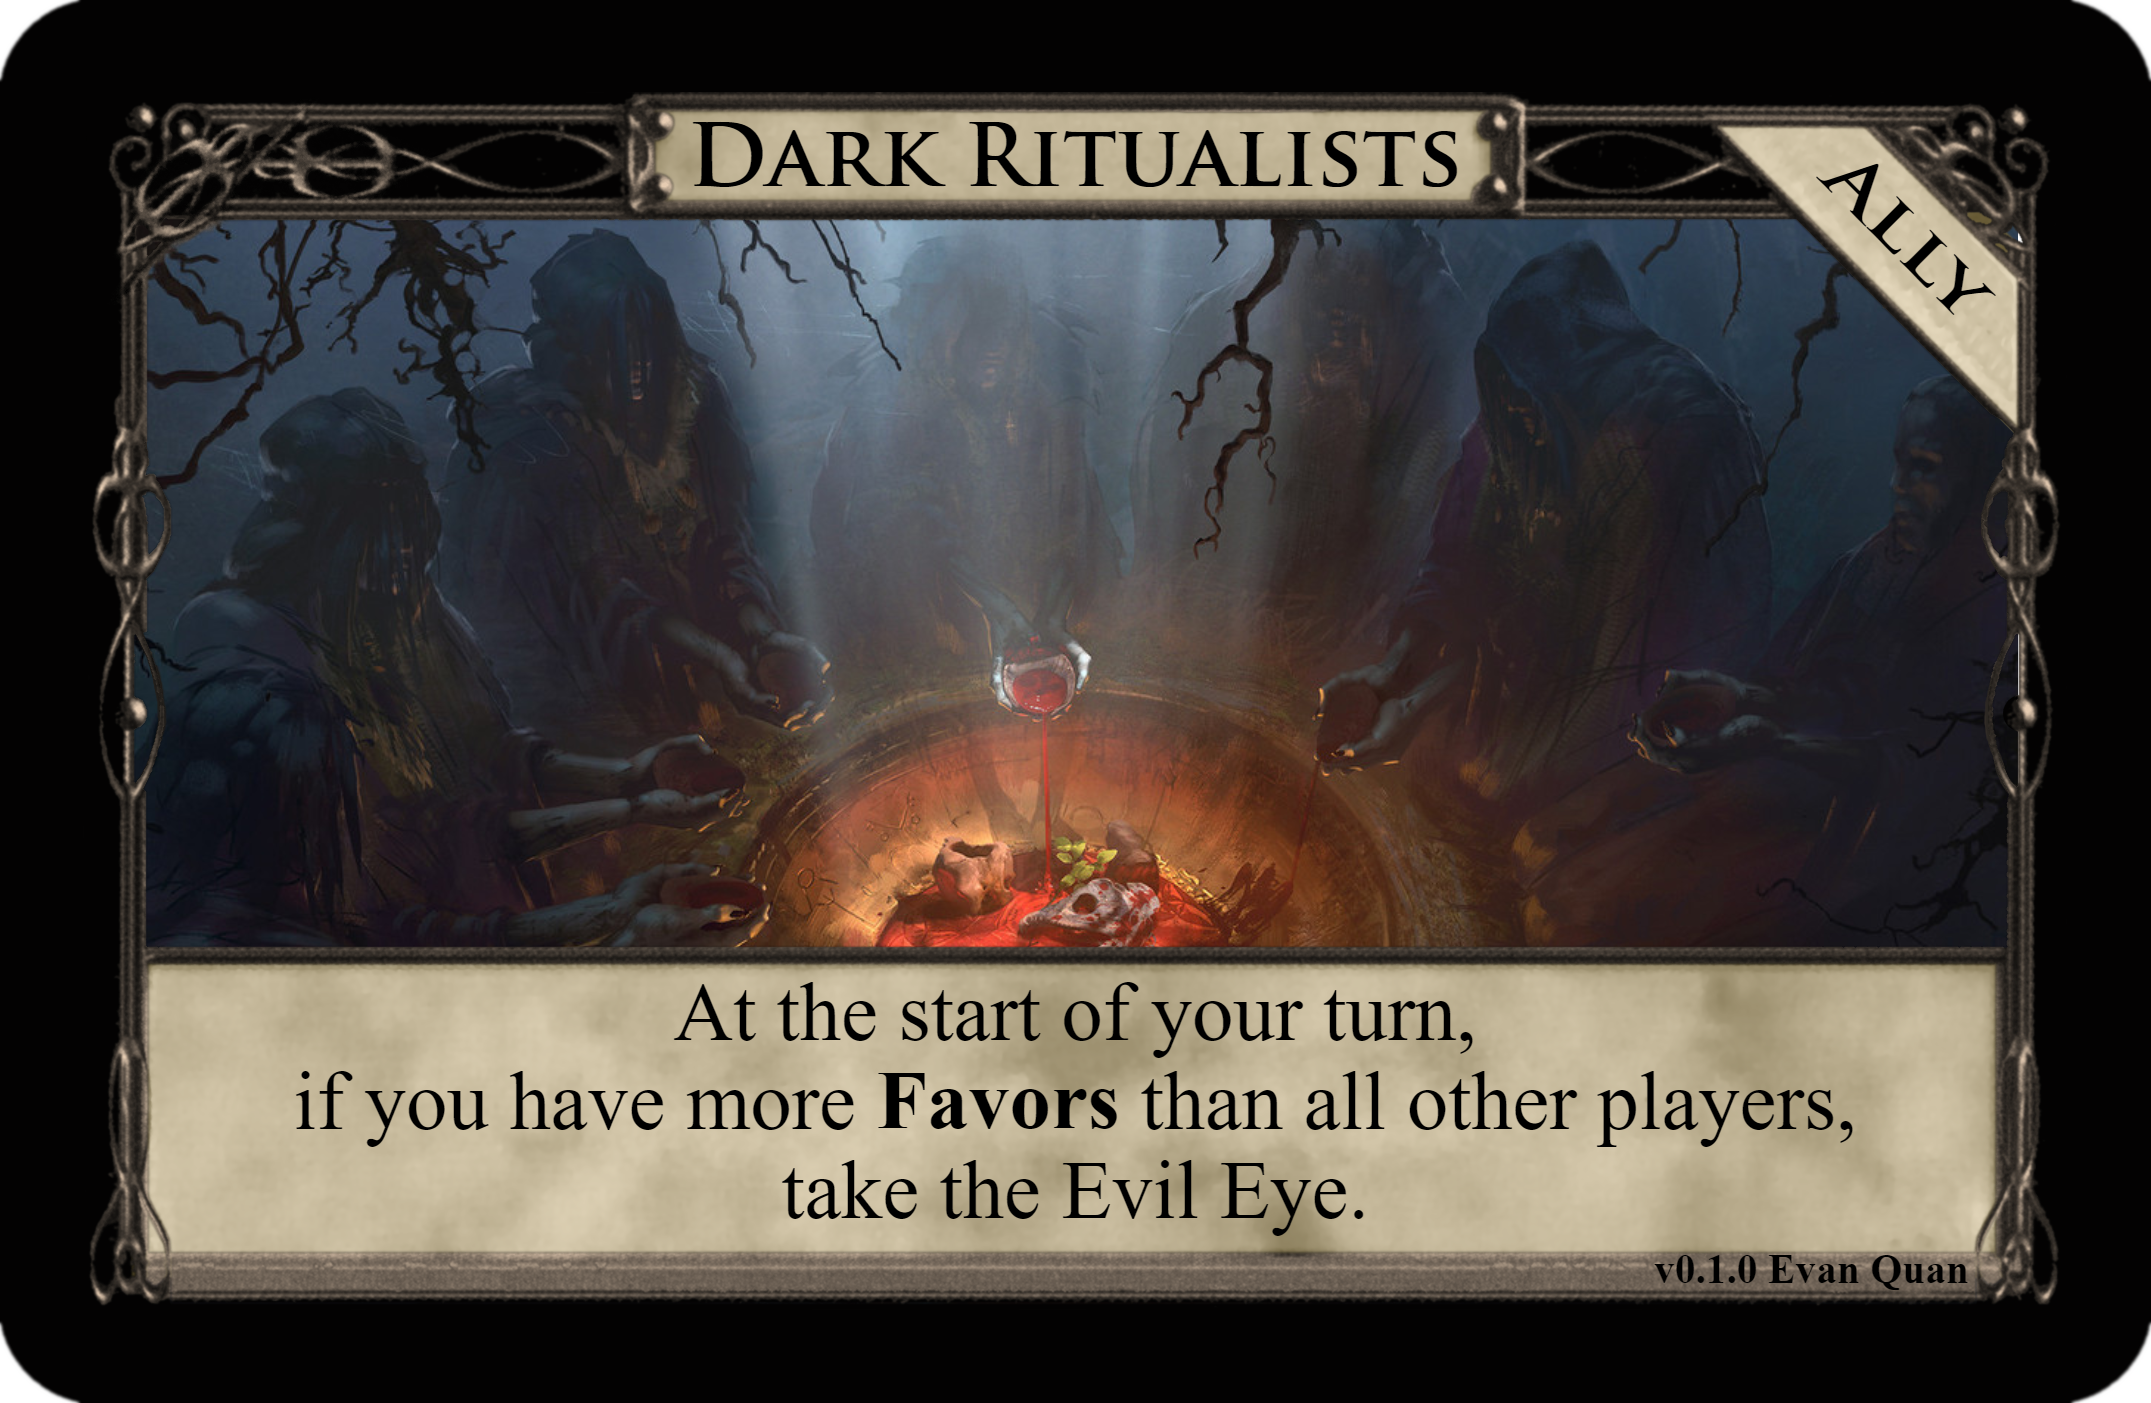 DARK RITUALISTS
ALLY
At the start of your turn,
if you have more Favors than all other players,
take the Evil Eye.
v0.1.0 Evan Quan